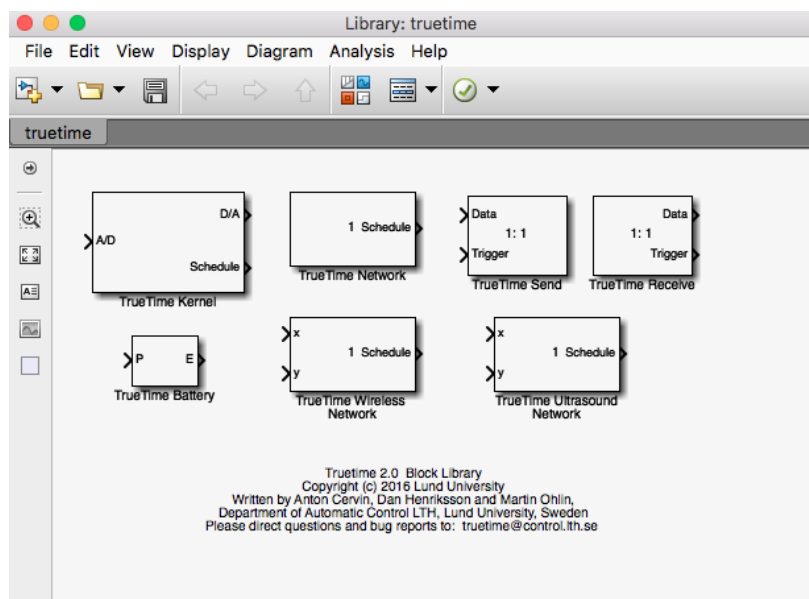 Library: truetime
File Edit View Display Diagram Analysis Help
truetime
A/D
D/A
Schedule
TrueTime Kernel
1 Schedule
TrueTime Network
Data
1: 1
Trigger
TrueTime Send
Data
1: 1
Trigger
TrueTime Receive
P E
TrueTime Battery
x
1 Schedule
y
TrueTime Wireless
Network
x
1 Schedule
y
TrueTime Ultrasound
Network
Truetime 2.0 Block Library
Copyright (c) 2016 Lund University
Written by Anton Cervin, Dan Henriksson and Martin Ohlin,
Department of Automatic Control LTH, Lund University, Sweden
Please direct questions and bug reports to: truetime@control.lth.se